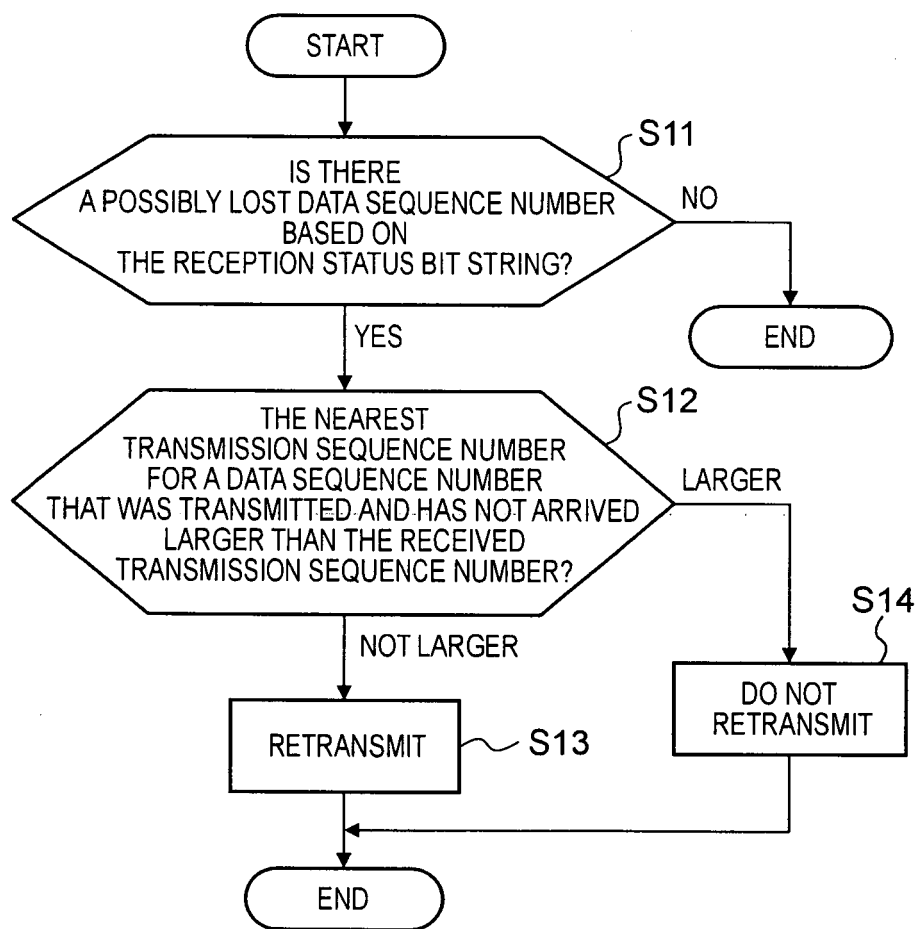 START
S11
IS THERE
A POSSIBLY LOST DATA SEQUENCE NUMBER
BASED ON
THE RECEPTION STATUS BIT STRING?
NO
END
YES
S12
THE NEAREST
TRANSMISSION SEQUENCE NUMBER
FOR A DATA SEQUENCE NUMBER
THAT WAS TRANSMITTED AND HAS NOT ARRIVED
LARGER THAN THE RECEIVED
TRANSMISSION SEQUENCE NUMBER?
LARGER
NOT LARGER
S14
DO NOT
RETRANSMIT
RETRANSMIT
S13
END